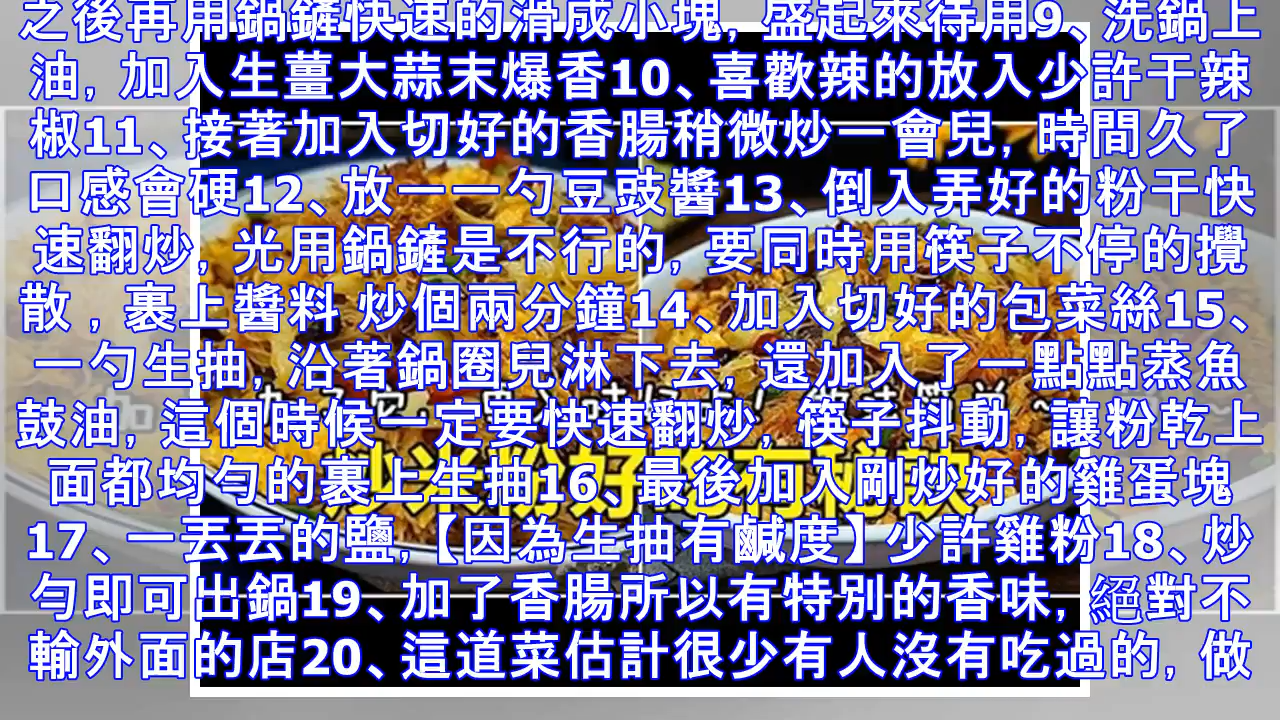 之後再用鍋鏟快速的滑成小塊, 盛起來待用9、洗鍋上
油, 加入生薑大蒜末爆香10、喜歡辣的放入少許干辣
椒11、接著加入切好的香腸稍微炒一會兒, 時間久了
口感會硬12、放一一勺豆豉醬13、倒入弄好的粉干快
速翻炒, 光用鍋鏟是不行的, 要同時用筷子不停的攪
散，裹上醬料 炒個兩分鐘14、加入切好的包菜絲15、
一勺生抽, 沿著鍋圈兒淋下去, 還加入了一點點蒸魚
鼓油, 這個時候一定要快速翻炒, 筷子抖動, 讓粉乾上
面都均勻的裹上生抽16、最後加入剛炒好的雞蛋塊
17、一丟丟的鹽,【因為生抽有鹹度】少許雞粉18、炒
勻即可出鍋19、加了香腸所以有特別的香味, 絕對不
輸外面的店20、這道菜估計很少有人沒有吃過的, 做
炒米粉好吃有秘訣